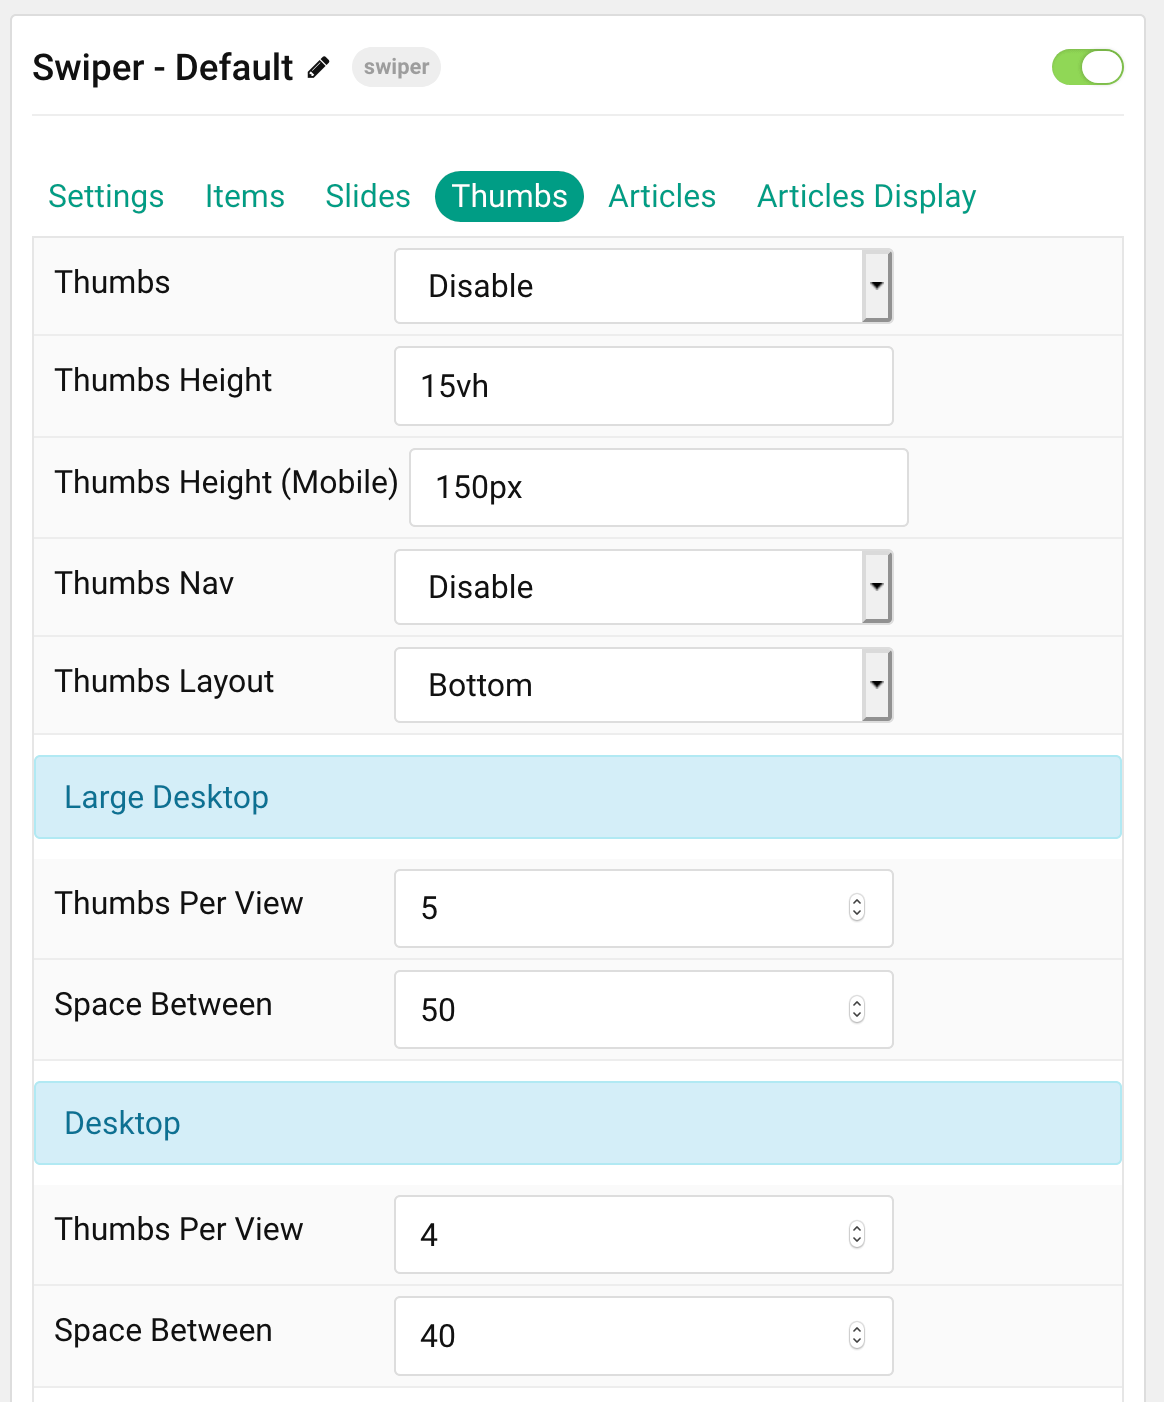 Swiper - Default swiper
Settings Items Slides Thumbs Articles Articles Display
Thumbs Disable
Thumbs Height 15vh
Thumbs Height (Mobile) 150px
Thumbs Nav Disable
Thumbs Layout Bottom
Large Desktop
Thumbs Per View 5
Space Between 50
Desktop
Thumbs Per View 4
Space Between 40